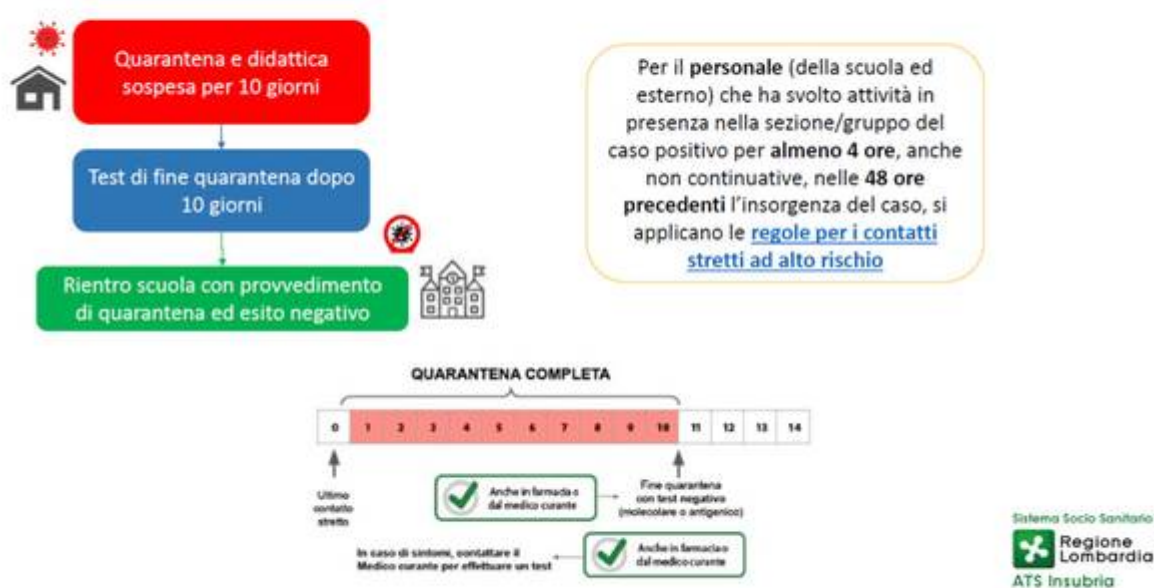 Quarantena e didattica
sospesa per 10 giorni
Test di fine quarantena dopo
10 giorni
Rientro scuola con provvedimento
di quarantena ed esito negativo
Per il personale (della scuola ed
esterno) che ha svolto attività in
presenza nella sezione/gruppo del
caso positivo per almeno 4 ore, anche
non continuative, nelle 48 ore
precedenti l'insorgenza del caso, si
applicano le regole per i contatti
stretti ad alto rischio
QUARANTENA COMPLETA
0 1 2 3 4 5 6 7 8 9 10 11 12 13 14
Ultimo
contatto
stretto
Anche in farmacia o
dal medico curante
Fine quarantena
con test negativo
(molecolare o antigenico)
In caso di sintomi, contattare il
Medico curante per effettuare un test
Anche in farmacia o
dal medico curante
Sistema Socio Sanitario
Regione
Lombardia
ATS Insubria